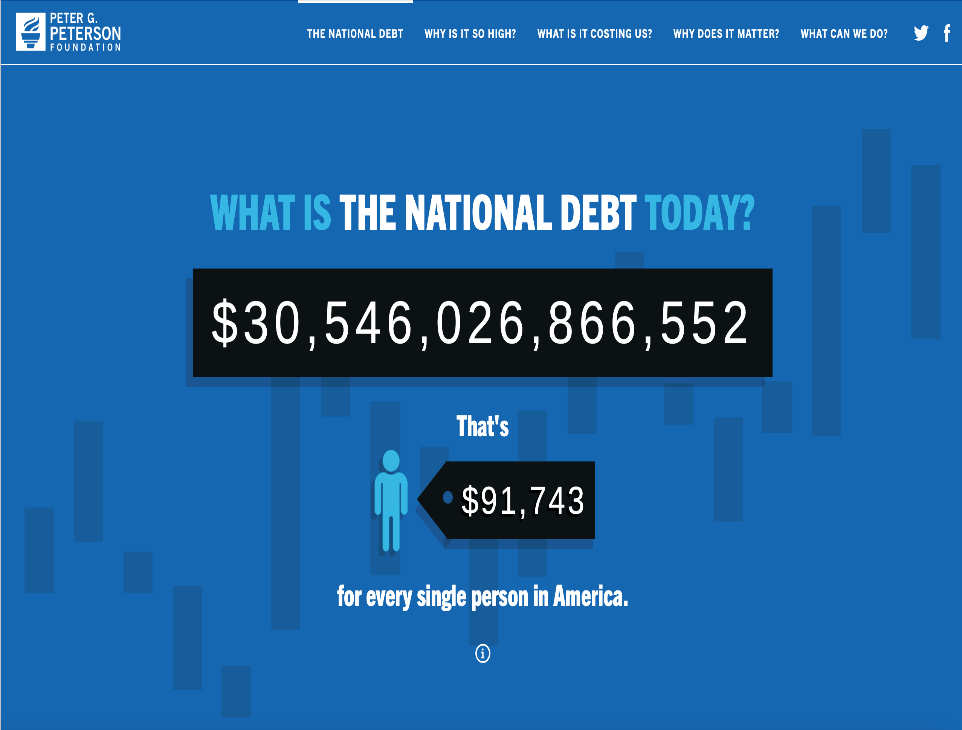 PETER G.
PETERSON
FOUNDATION
THE NATIONAL DEBT WHY IS IT SO HIGH? WHAT IS IT COSTING US? WHY DOES IT MATTER? WHAT CAN WE DO?
WHAT IS THE NATIONAL DEBT TODAY?
$30,546,026,866,552
That's
$91,743
for every single person in America.